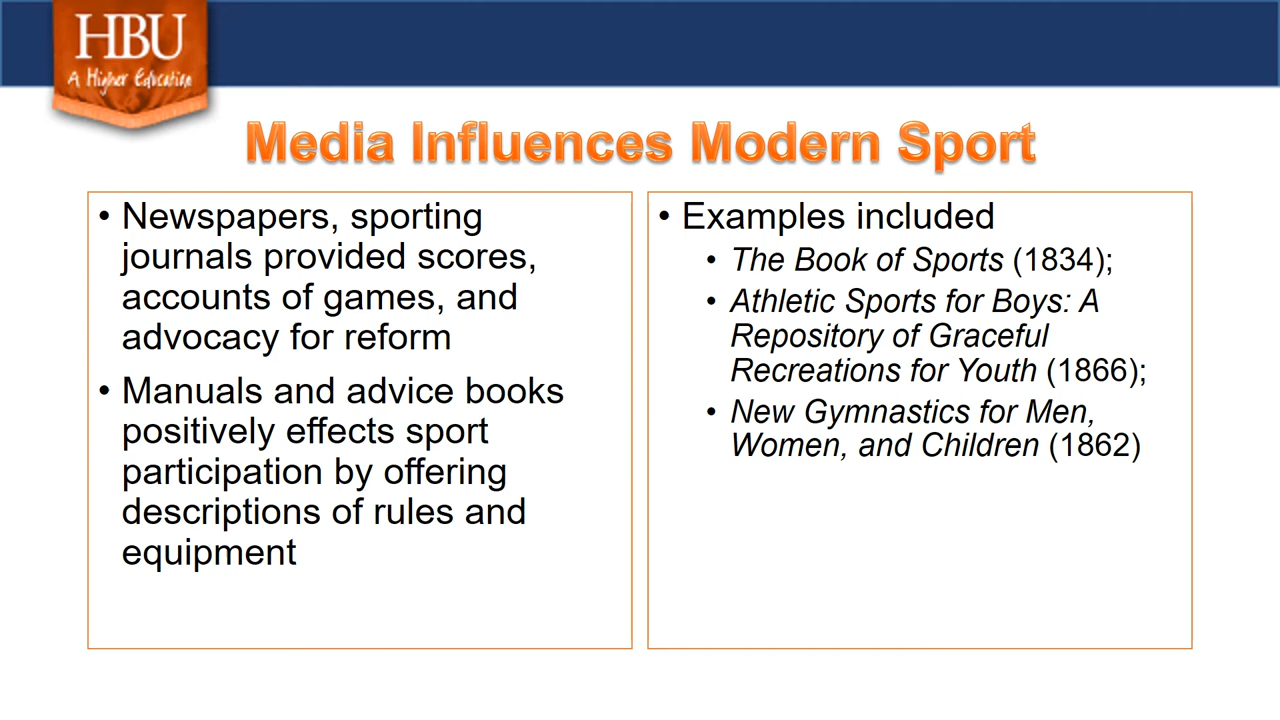 HBU
A Higher Education
Media Influences Modern Sport
• Newspapers, sporting
journals provided scores,
accounts of games, and
advocacy for reform
• Manuals and advice books
positively effects sport
participation by offering
descriptions of rules and
equipment
• Examples included
• The Book of Sports (1834);
• Athletic Sports for Boys: A
Repository of Graceful
Recreations for Youth (1866);
• New Gymnastics for Men,
Women, and Children (1862)